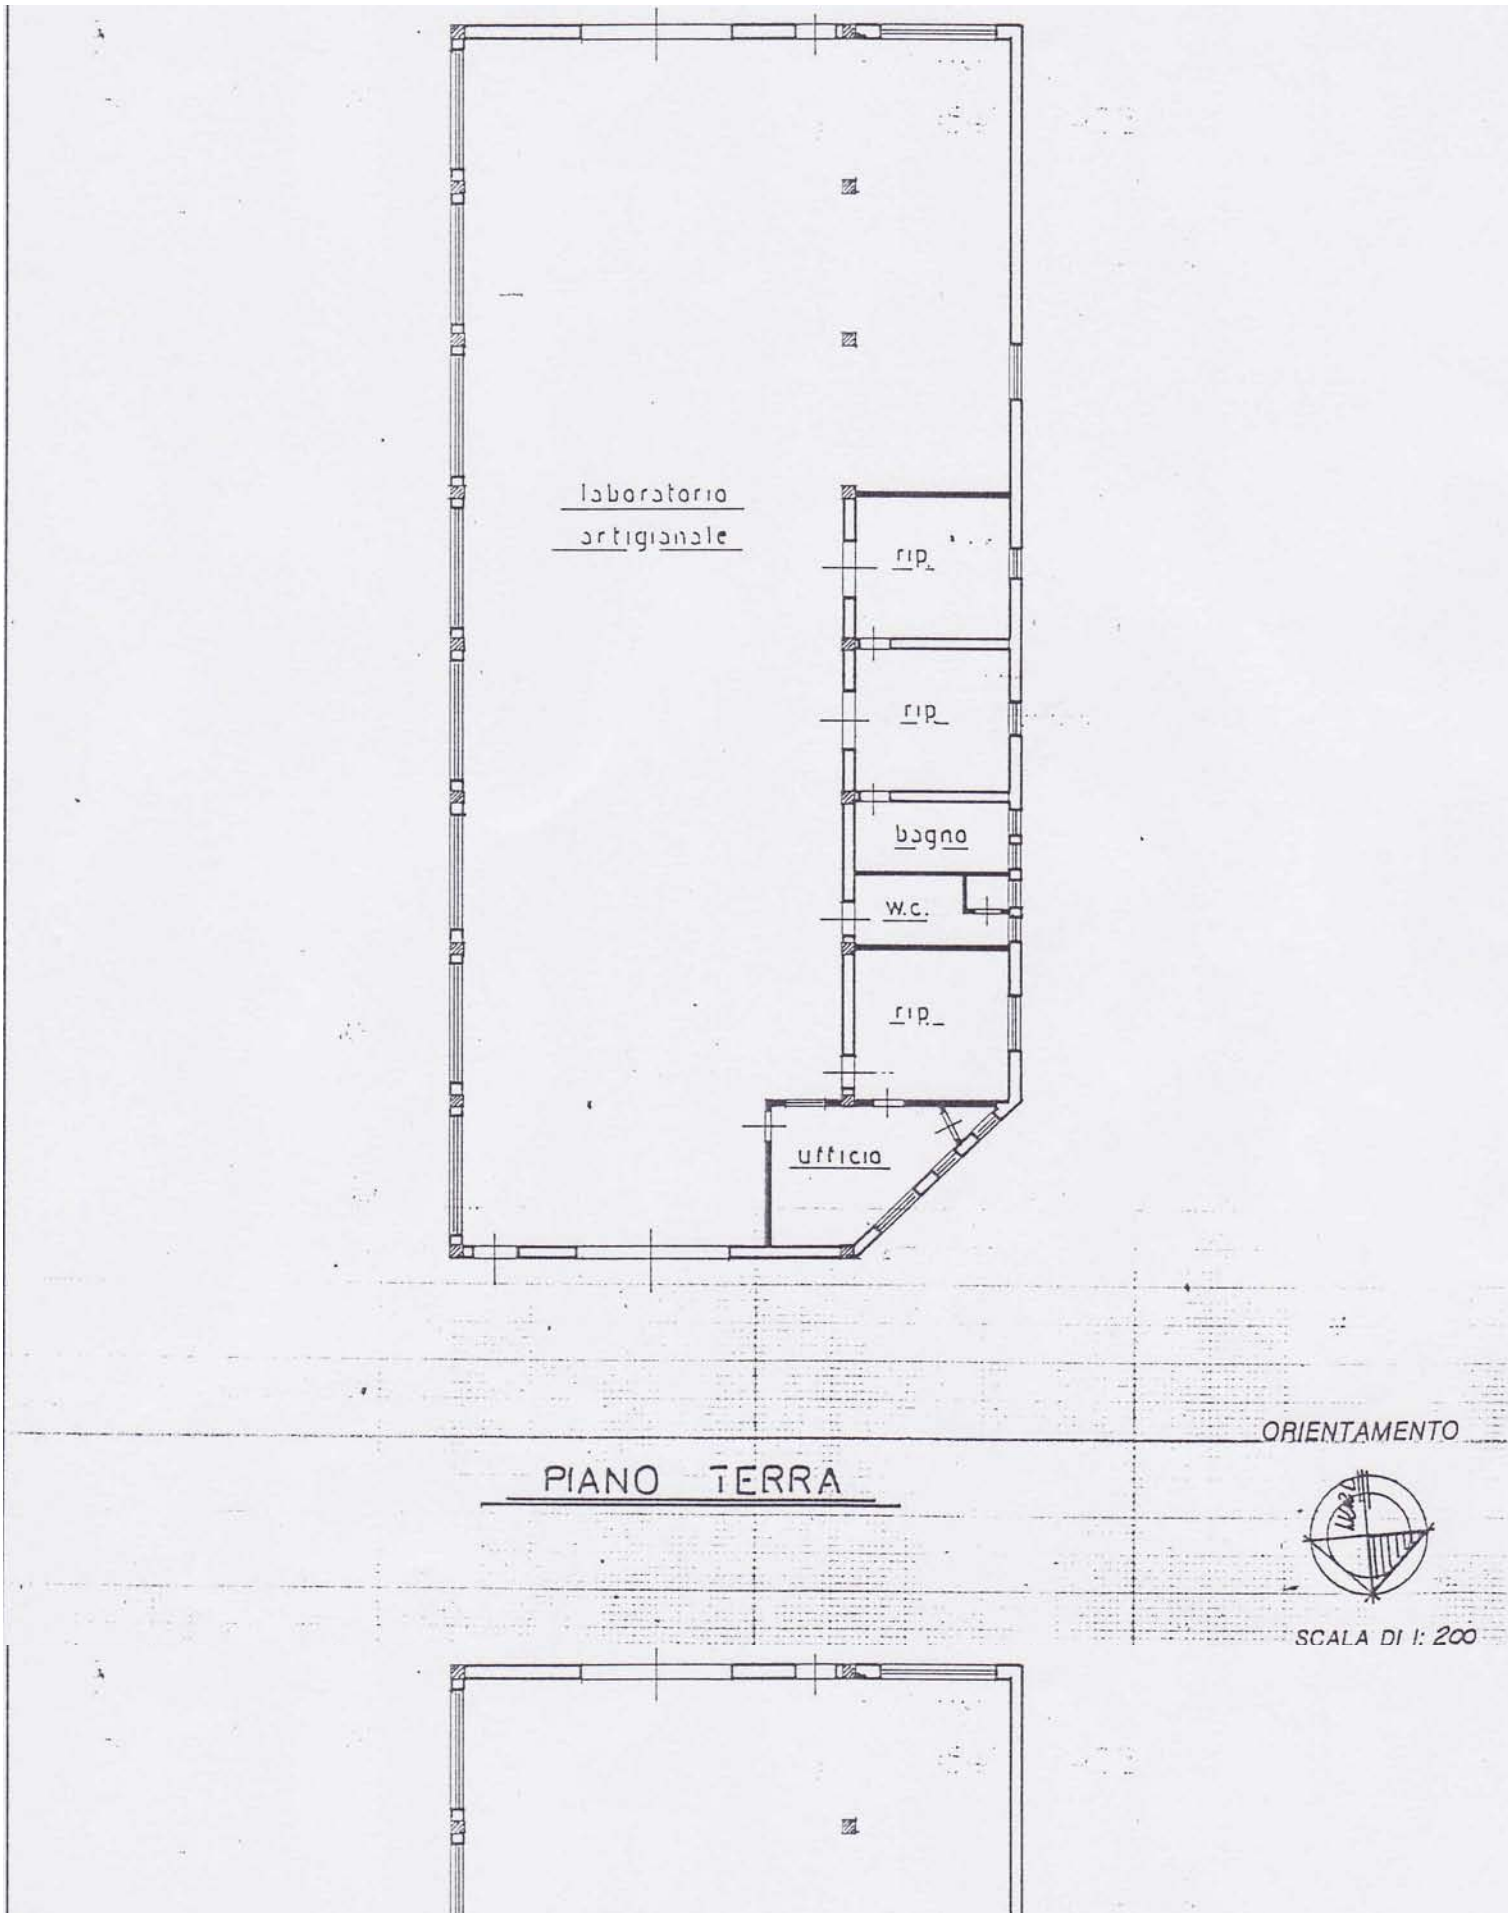 laboratorio
artigianale
rip.
rip
bagno
w.c.
rip.
ufficio
ORIENTAMENTO
PIANO TERRA
SCALA DI 1: 200